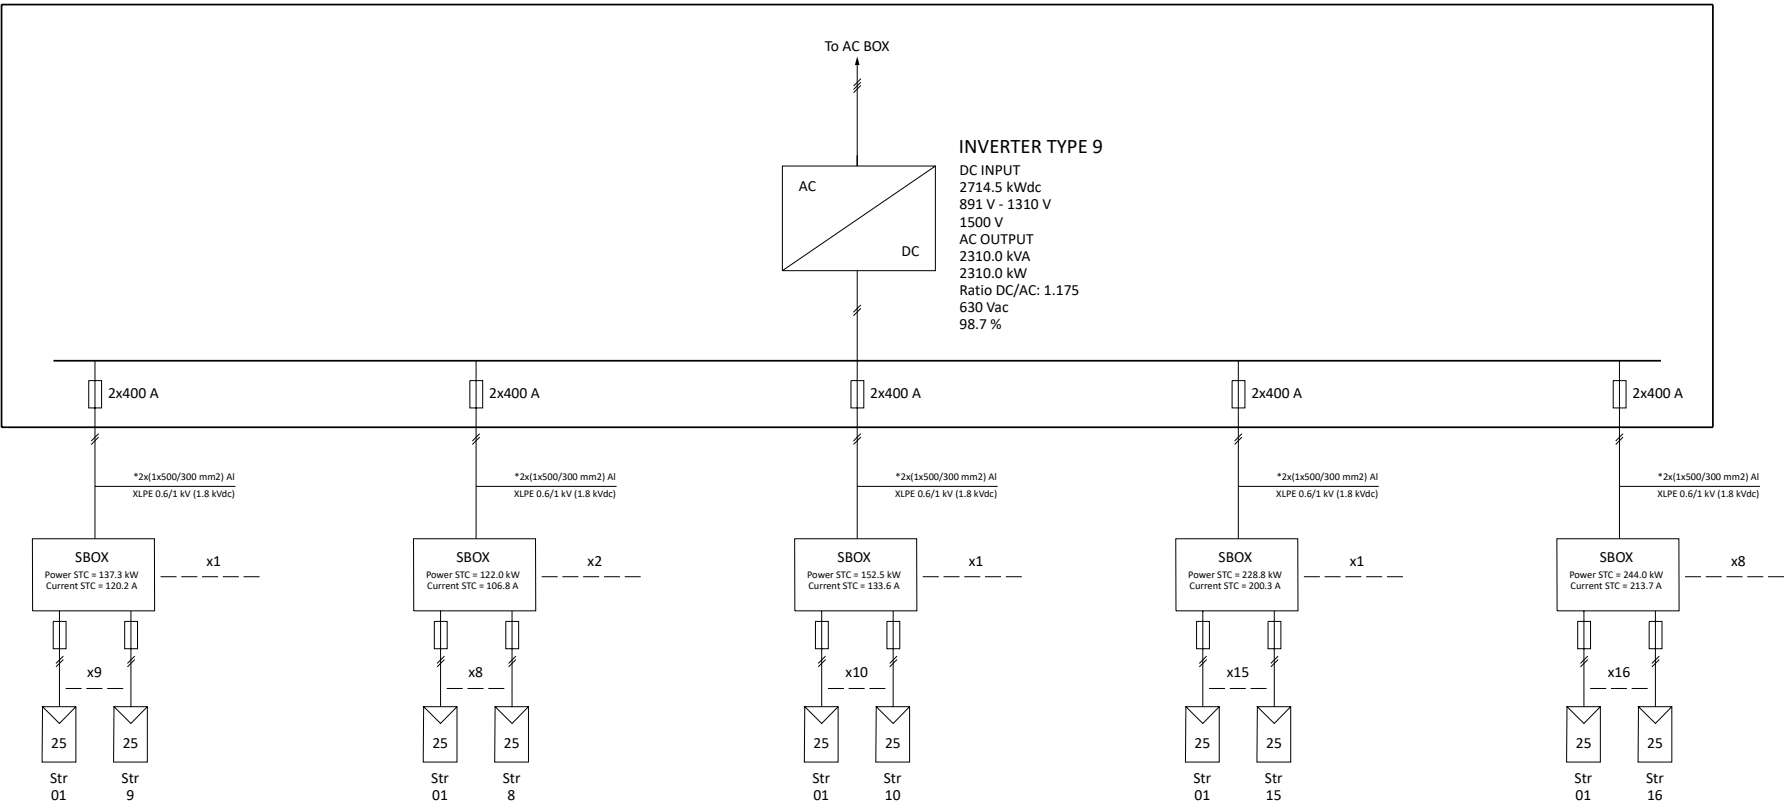 To AC BOX
INVERTER TYPE 9
DC INPUT
2714.5 kWdc
891 V - 1310 V
1500 V
AC OUTPUT
2310.0 kVA
2310.0 kW
Ratio DC/AC: 1.175
630 Vac
98.7 %
AC
DC
2x400 A
2x400 A
2x400 A
2x400 A
2x400 A
*2x(1x500/300 mm2) Al
XLPE 0.6/1 kV (1.8 kVdc)
*2x(1x500/300 mm2) Al
XLPE 0.6/1 kV (1.8 kVdc)
*2x(1x500/300 mm2) Al
XLPE 0.6/1 kV (1.8 kVdc)
*2x(1x500/300 mm2) Al
XLPE 0.6/1 kV (1.8 kVdc)
*2x(1x500/300 mm2) Al
XLPE 0.6/1 kV (1.8 kVdc)
SBOX
Power STC = 137.3 kW
Current STC = 120.2 A
x1
SBOX
Power STC = 122.0 kW
Current STC = 106.8 A
x2
SBOX
Power STC = 152.5 kW
Current STC = 133.6 A
x1
SBOX
Power STC = 228.8 kW
Current STC = 200.3 A
x1
SBOX
Power STC = 244.0 kW
Current STC = 213.7 A
x8
x9
x8
x10
x15
x16
25
25
25
25
25
25
25
25
25
25
Str
01
Str
9
Str
01
Str
8
Str
01
Str
10
Str
01
Str
15
Str
01
Str
16